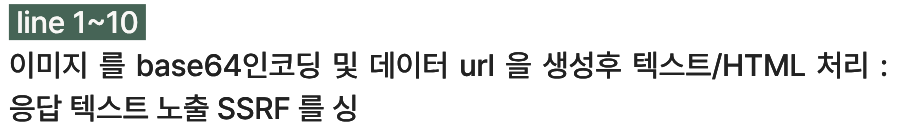 line 1~10
이미지 를 base64인코딩 및 데이터 url 을 생성후 텍스트/HTML 처리 :
응답 텍스트 노출 SSRF 를 싱